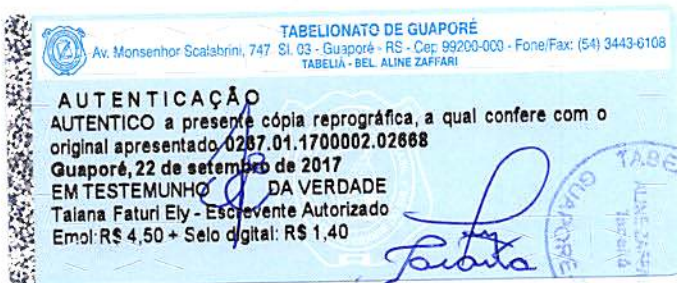 TABELIONATO DE GUAPORÉ
Av. Monsenhor Scalabrini, 747 Sl. 03 - Guaporé - RS - Cep 99200-000 - Fone/Fax: (54) 3443-6108
TABELIÃ - BEL. ALINE ZAFFARI
AUTENTICAÇÃO
AUTENTICO a presente cópia reprográfica, a qual confere com o
original apresentado 0267.01.1700002.02668
Guaporé, 22 de setembro de 2017
EM TESTEMUNHO DA VERDADE
Taiana Faturi Ely - Escrevente Autorizado
Emol: R$ 4,50 + Selo digital: R$ 1,40
Taiana
TABE
GUAPORÉ